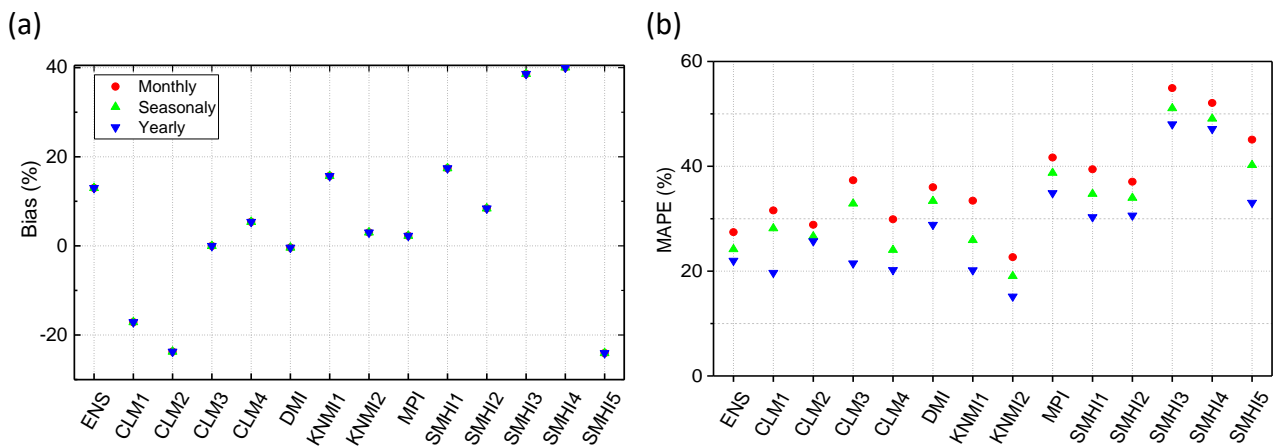 (a)
Bias (%)
40
20
0
-20
Monthly
Seasonaly
Yearly
ENS
CLM1
CLM2
CLM3
CLM4
DMI
KNMI1
KNMI2
MPI
SMHI1
SMHI2
SMHI3
SMHI4
SMHI5
(b)
MAPE (%)
60
40
20
0
ENS
CLM1
CLM2
CLM3
CLM4
DMI
KNMI1
KNMI2
MPI
SMHI1
SMHI2
SMHI3
SMHI4
SMHI5